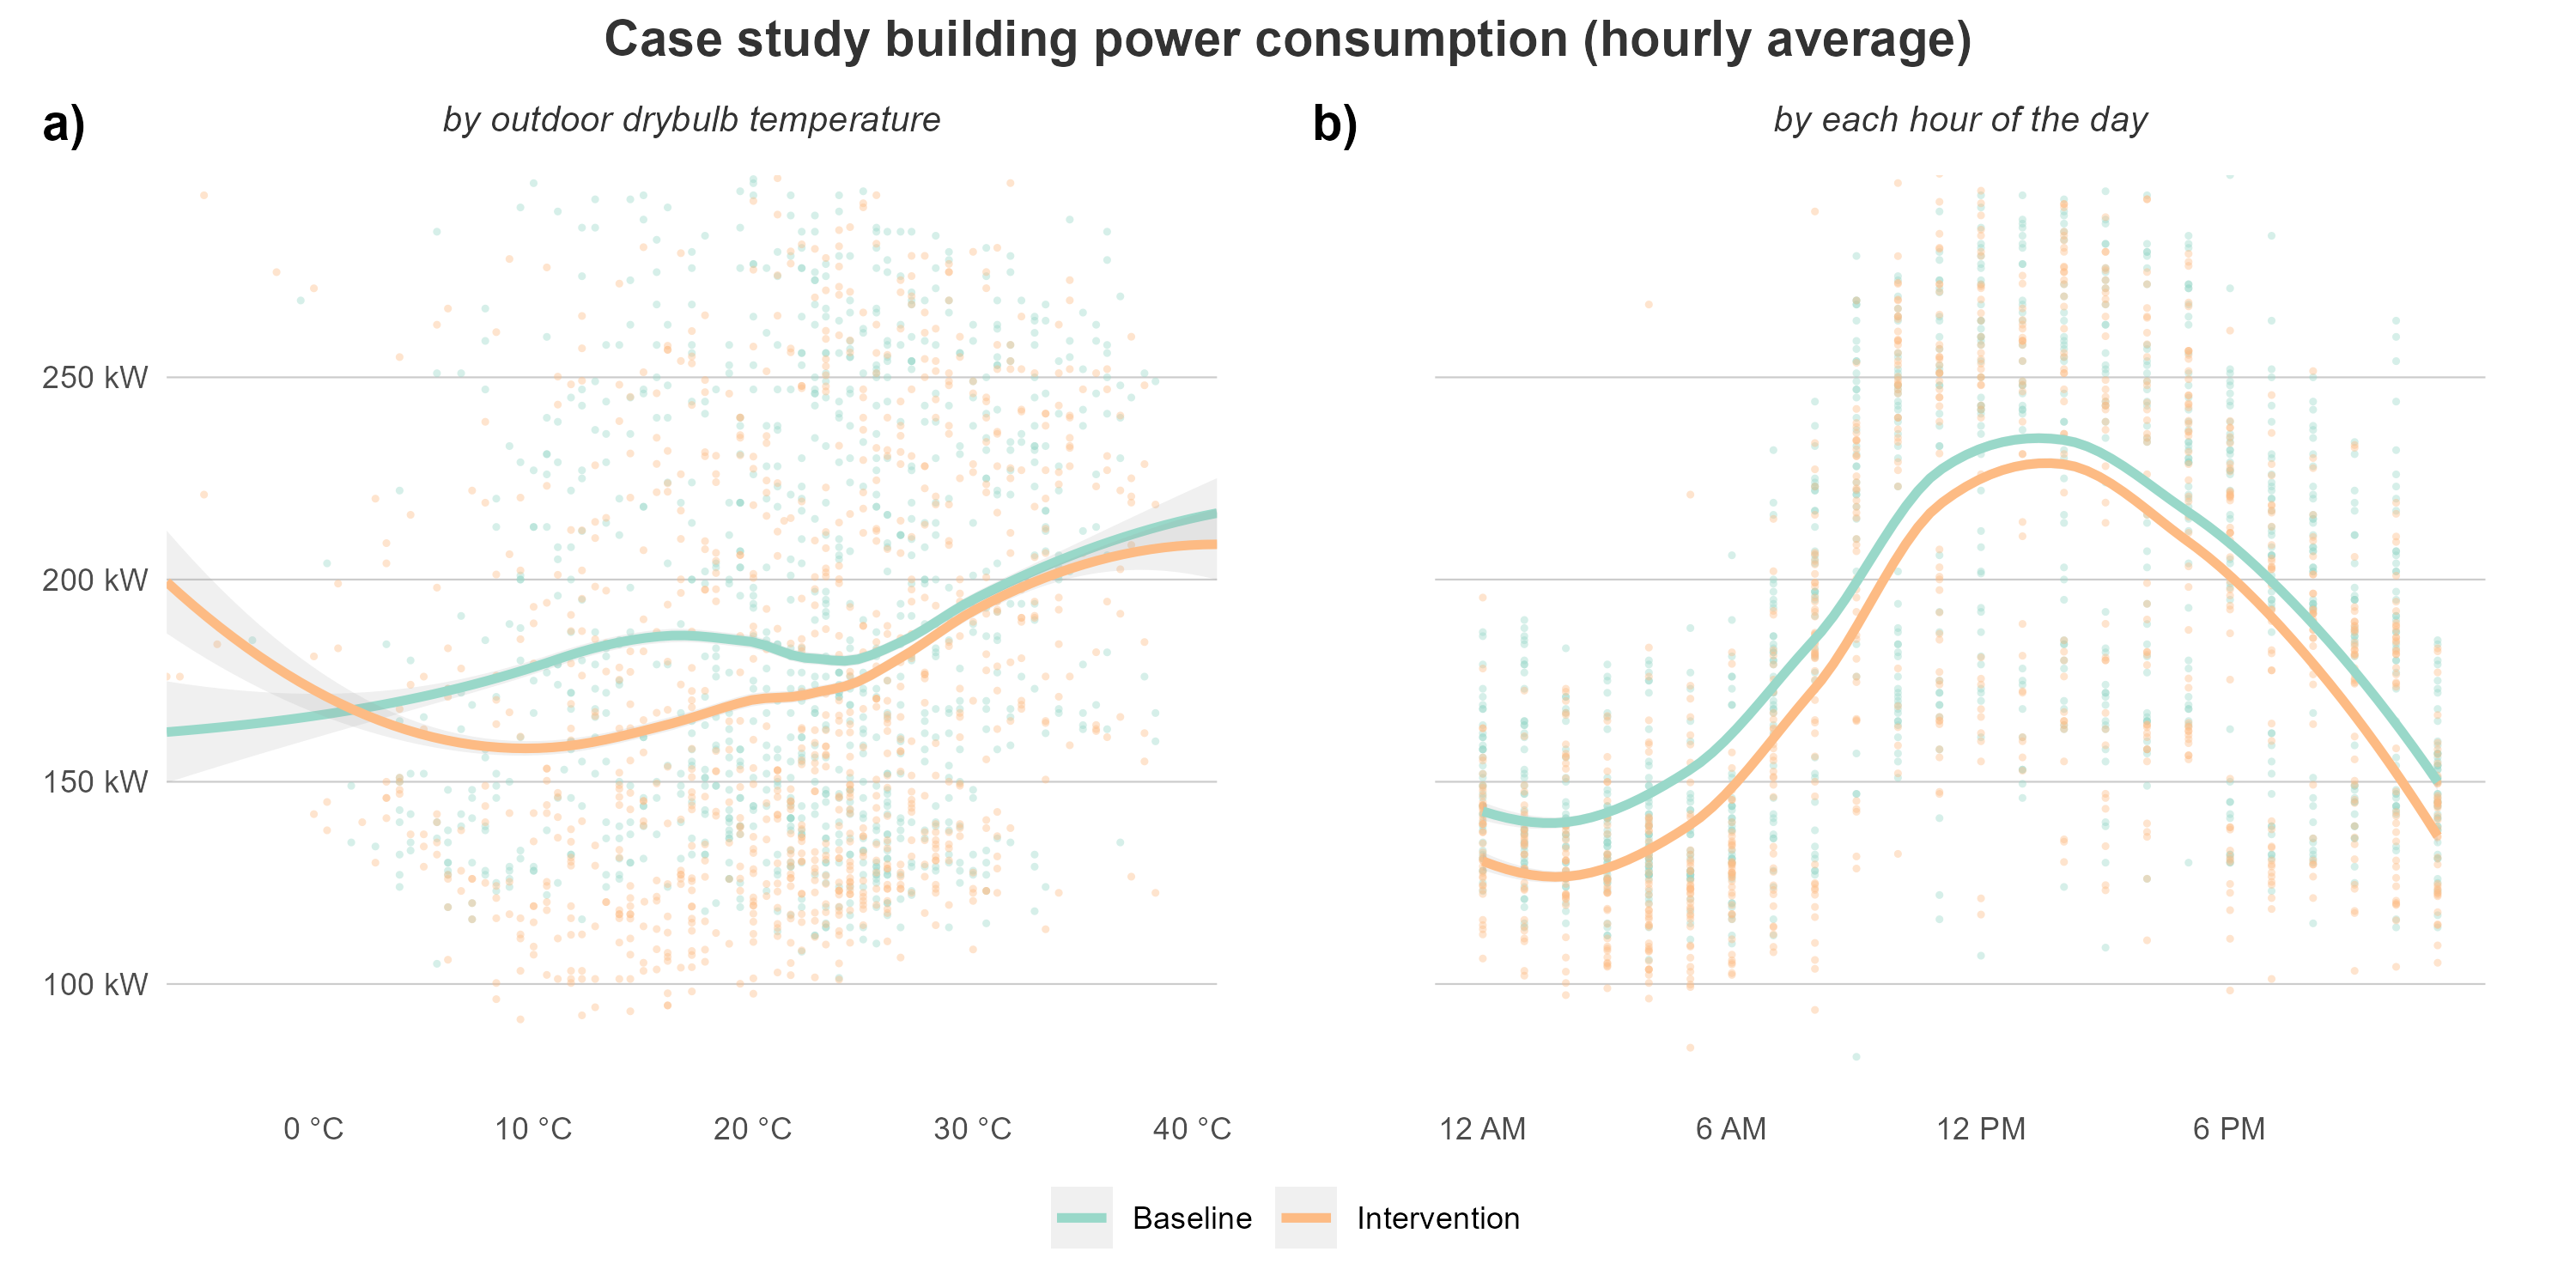 Case study building power consumption (hourly average)
a)
by outdoor drybulb temperature
250 kW
200 kW
150 kW
100 kW
0 °C 10 °C 20 °C 30 °C 40 °C
b)
by each hour of the day
12 AM 6 AM 12 PM 6 PM
Baseline Intervention